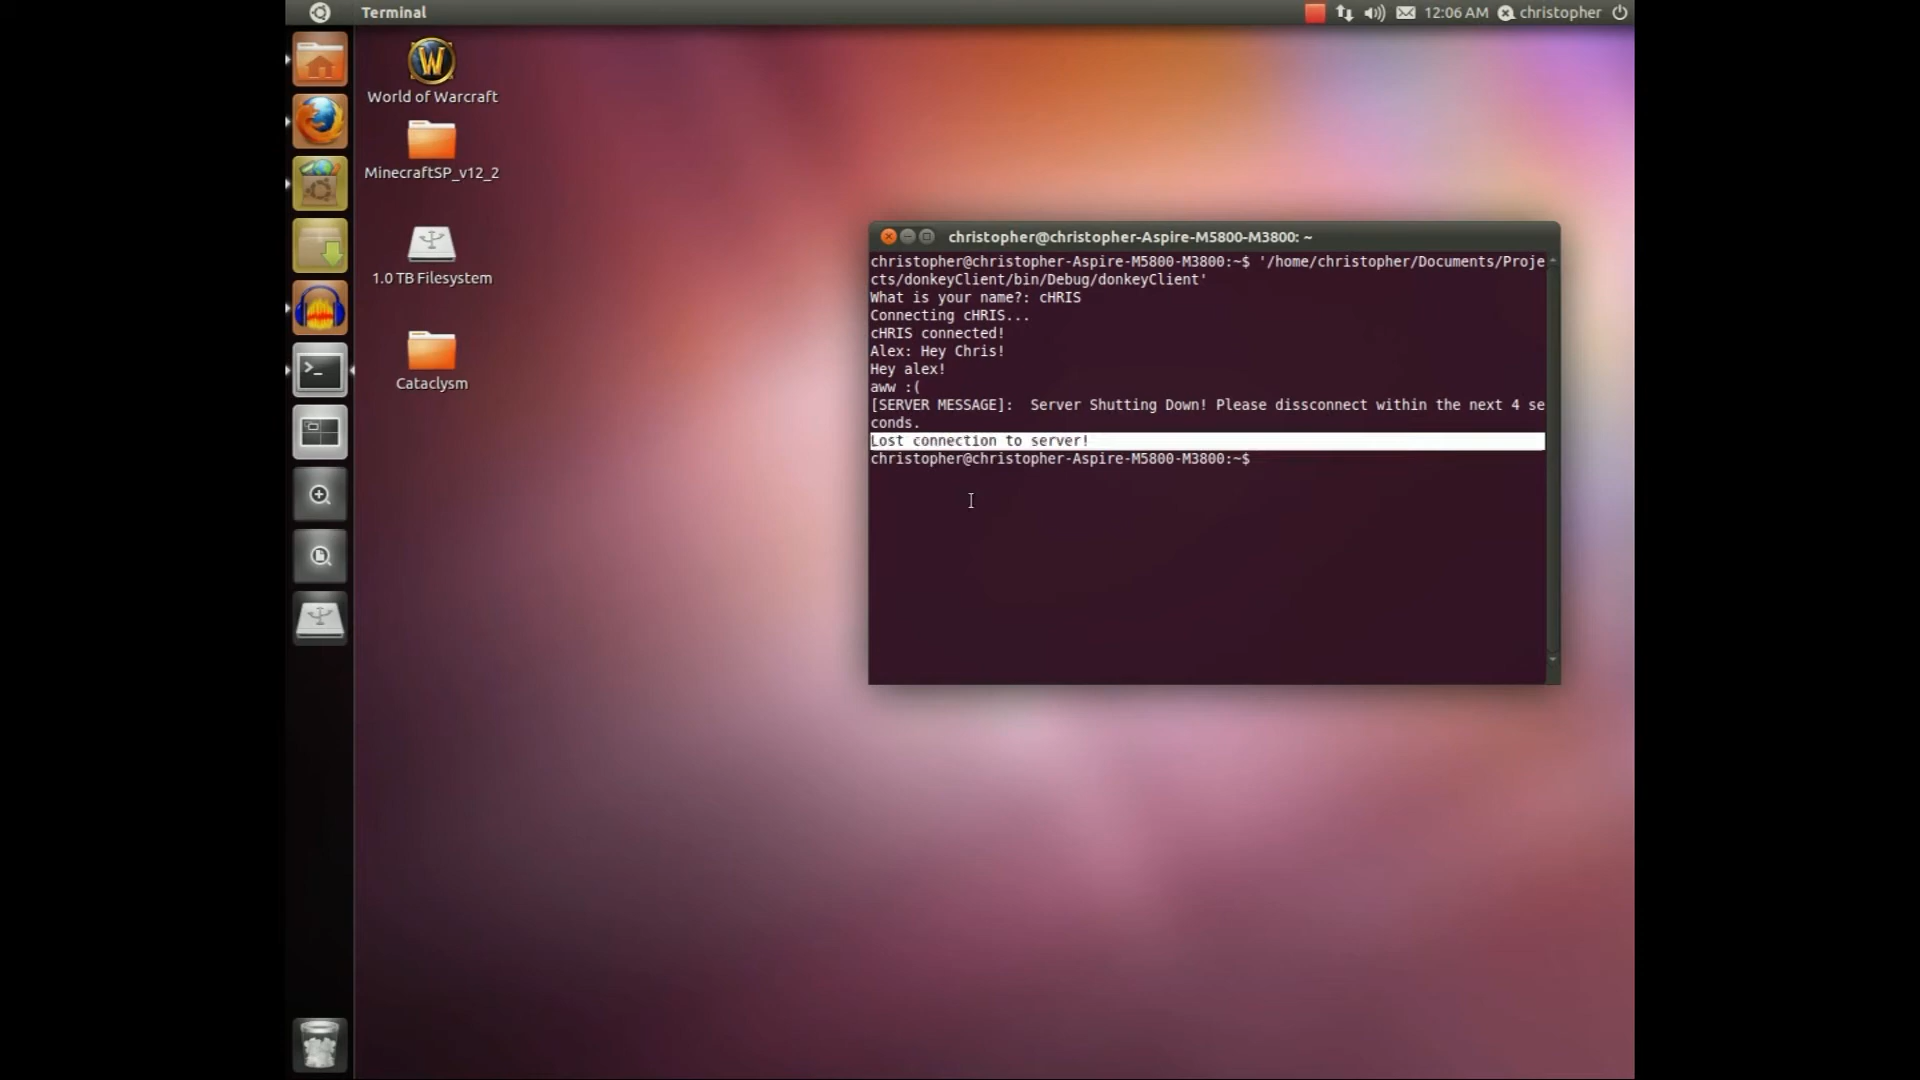 Terminal
12:06 AM christopher
World of Warcraft
MinecraftSP_v12_2
1.0 TB Filesystem
Cataclysm
christopher@christopher-Aspire-M5800-M3800: ~
christopher@christopher-Aspire-M5800-M3800:~$ '/home/christopher/Documents/Proje
cts/donkeyClient/bin/Debug/donkeyClient'
What is your name?: cHRIS
Connecting cHRIS...
cHRIS connected!
Alex: Hey Chris!
Hey alex!
aww :(
[SERVER MESSAGE]:  Server Shutting Down! Please dissconnect within the next 4 se
conds.
Lost connection to server!
christopher@christopher-Aspire-M5800-M3800:~$